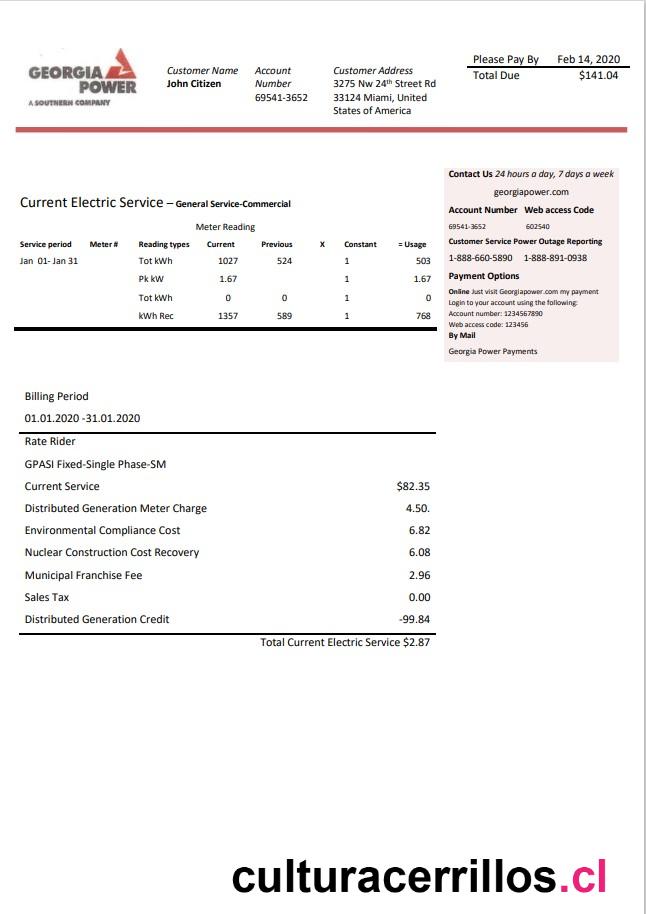 GEORGIA
POWER
A SOUTHERN COMPANY
Customer Name
John Citizen
Account
Number
69541-3652
Customer Address
3275 Nw 24th Street Rd
33124 Miami, United
States of America
Please Pay By Feb 14, 2020
Total Due $141.04
Contact Us 24 hours a day, 7 days a week
georgiapower.com
Account Number Web access Code
69541-3652 602540
Customer Service Power Outage Reporting
1-888-660-5890 1-888-891-0938
Payment Options
Online Just visit Georgiapower.com my payment
Login to your account using the following:
Account number: 1234567890
Web access code: 123456
By Mail
Georgia Power Payments
Current Electric Service – General Service-Commercial
Meter Reading
Service period Meter # Reading types Current Previous X Constant = Usage
Jan 01- Jan 31 Tot kWh 1027 524 1 503
Pk kW 1.67 1 1.67
Tot kWh 0 0 1 0
kWh Rec 1357 589 1 768
Billing Period
01.01.2020 -31.01.2020
Rate Rider
GPASI Fixed-Single Phase-SM
Current Service $82.35
Distributed Generation Meter Charge 4.50.
Environmental Compliance Cost 6.82
Nuclear Construction Cost Recovery 6.08
Municipal Franchise Fee 2.96
Sales Tax 0.00
Distributed Generation Credit -99.84
Total Current Electric Service $2.87
culturacerrillos.cl